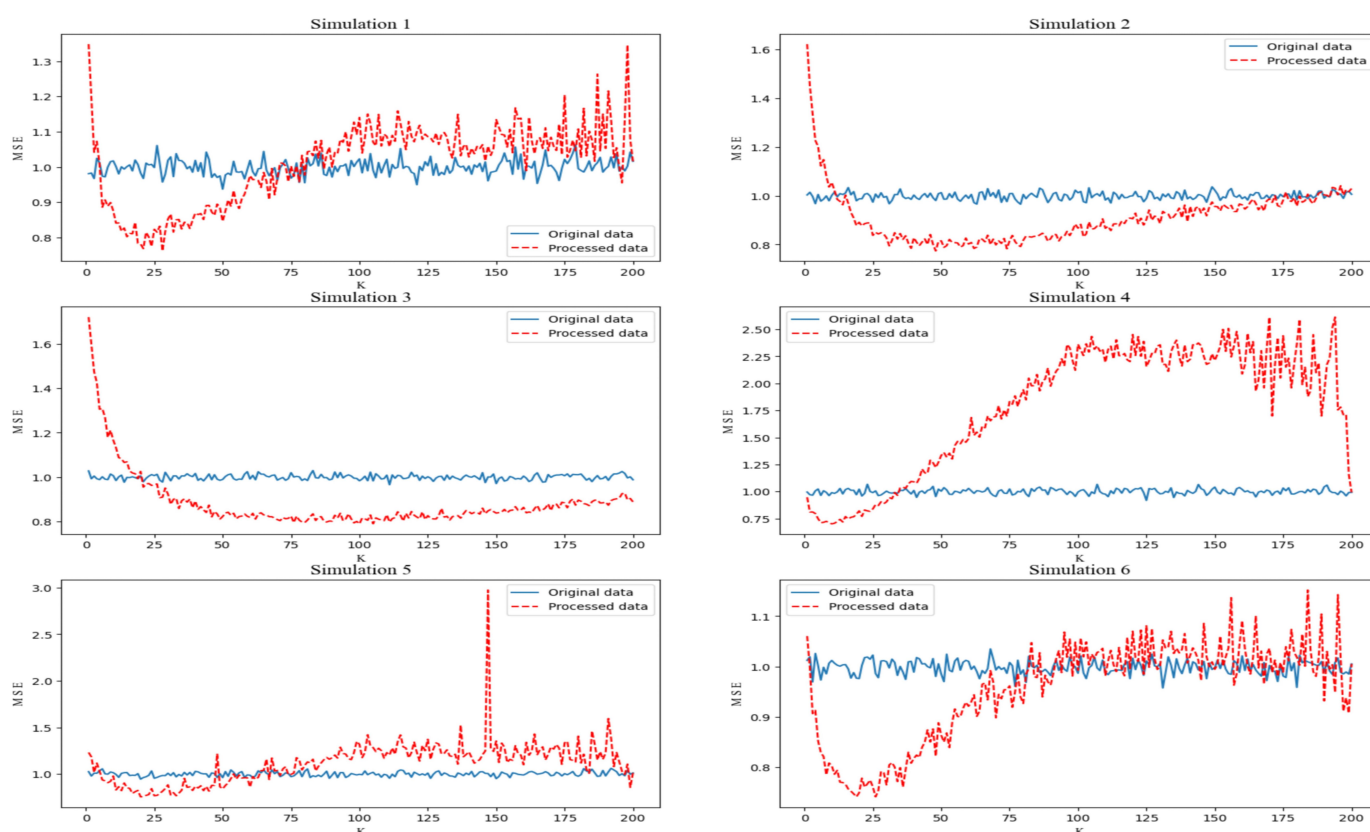 Simulation 1
1.3
1.2
1.1
1.0
0.9
0.8
MSE
Original data
Processed data
0 25 50 75 100 125 150 175 200
K
Simulation 2
1.6
1.4
1.2
1.0
0.8
MSE
Original data
Processed data
0 25 50 75 100 125 150 175 200
K
Simulation 3
1.6
1.4
1.2
1.0
0.8
MSE
Original data
Processed data
0 25 50 75 100 125 150 175 200
K
Simulation 4
2.50
2.25
2.00
1.75
1.50
1.25
1.00
0.75
MSE
Original data
Processed data
0 25 50 75 100 125 150 175 200
K
Simulation 5
3.0
2.5
2.0
1.5
1.0
MSE
Original data
Processed data
0 25 50 75 100 125 150 175 200
K
Simulation 6
1.1
1.0
0.9
0.8
MSE
Original data
Processed data
0 25 50 75 100 125 150 175 200
K